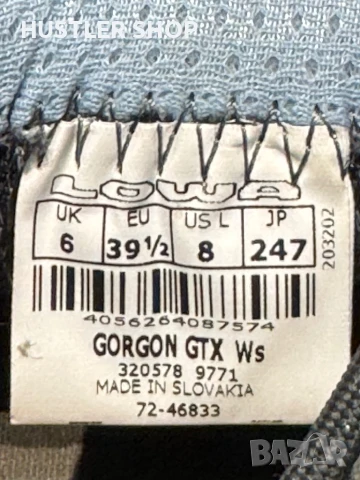 SHOES
HUSTLER SHOP
LOWA
UK EU US L JP
6 39 1/2 8 247
203202
4056264087574
GORGON GTX Ws
320578 9771
MADE IN SLOVAKIA
72-46833
bazar